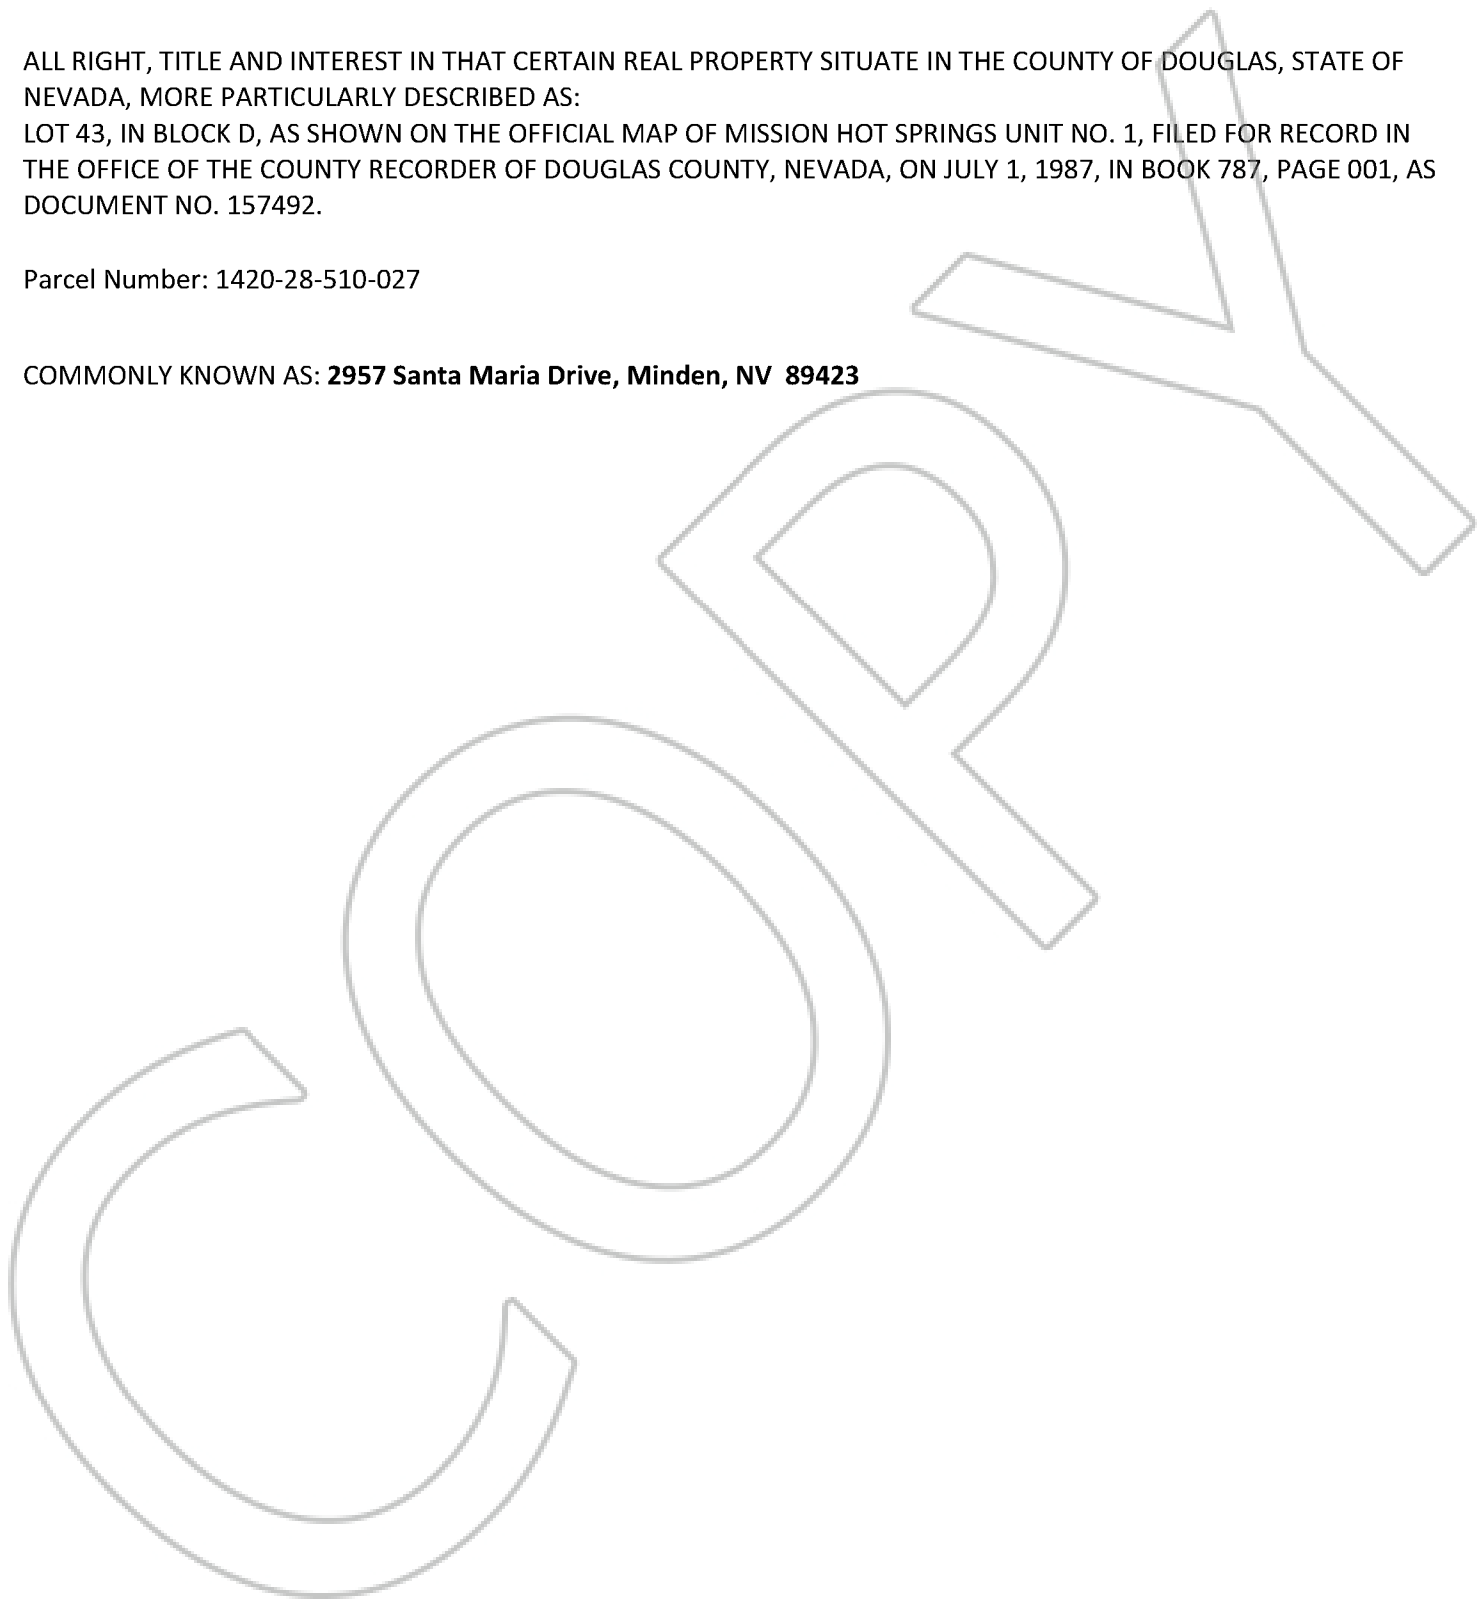 ALL RIGHT, TITLE AND INTEREST IN THAT CERTAIN REAL PROPERTY SITUATE IN THE COUNTY OF DOUGLAS, STATE OF
NEVADA, MORE PARTICULARLY DESCRIBED AS:
LOT 43, IN BLOCK D, AS SHOWN ON THE OFFICIAL MAP OF MISSION HOT SPRINGS UNIT NO. 1, FILED FOR RECORD IN
THE OFFICE OF THE COUNTY RECORDER OF DOUGLAS COUNTY, NEVADA, ON JULY 1, 1987, IN BOOK 787, PAGE 001, AS
DOCUMENT NO. 157492.
Parcel Number: 1420-28-510-027
COMMONLY KNOWN AS: 2957 Santa Maria Drive, Minden, NV  89423
COPY